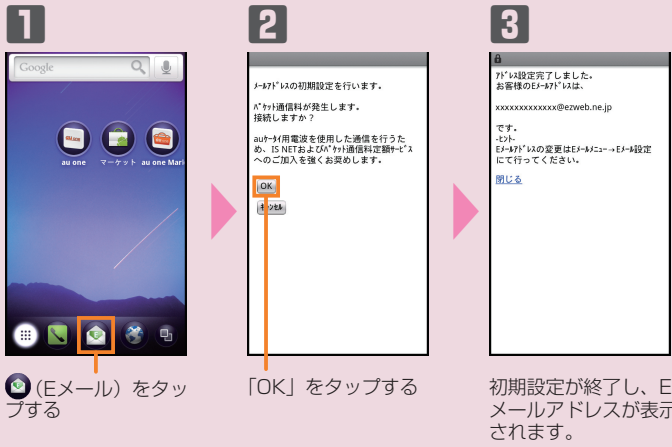 1
Google
au one
マーケット
au one Mar
(Eメール)をタッ
プする
2
メールアドレスの初期設定を行います。
パケット通信料が発生します。
接続しますか?
auケータイ用電波を使用した通信を行うた
め、IS NETおよびパケット通信料定額サービス
へのご加入を強くお奨めします。
OK
キャンセル
「OK」をタップする
3
アドレス設定完了しました。
お客様のEメールアドレスは、
xxxxxxxxxxxxx@ezweb.ne.jp
です。
-ヒント-
Eメールアドレスの変更はEメールメニュー→Eメール設定
にて行ってください。
閉じる
初期設定が終了し、E
メールアドレスが表示
されます。